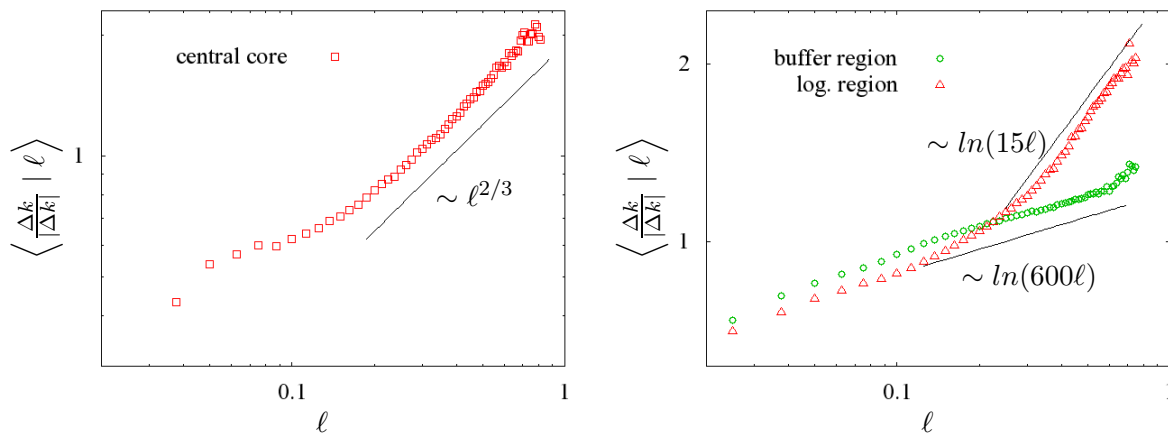 central core
⟨Δk/|Δk| | ℓ⟩
1
∼ ℓ^{2/3}
0.1
1
ℓ
buffer region
log. region
⟨Δk/|Δk| | ℓ⟩
2
1
∼ ln(15ℓ)
∼ ln(600ℓ)
0.1
1
ℓ